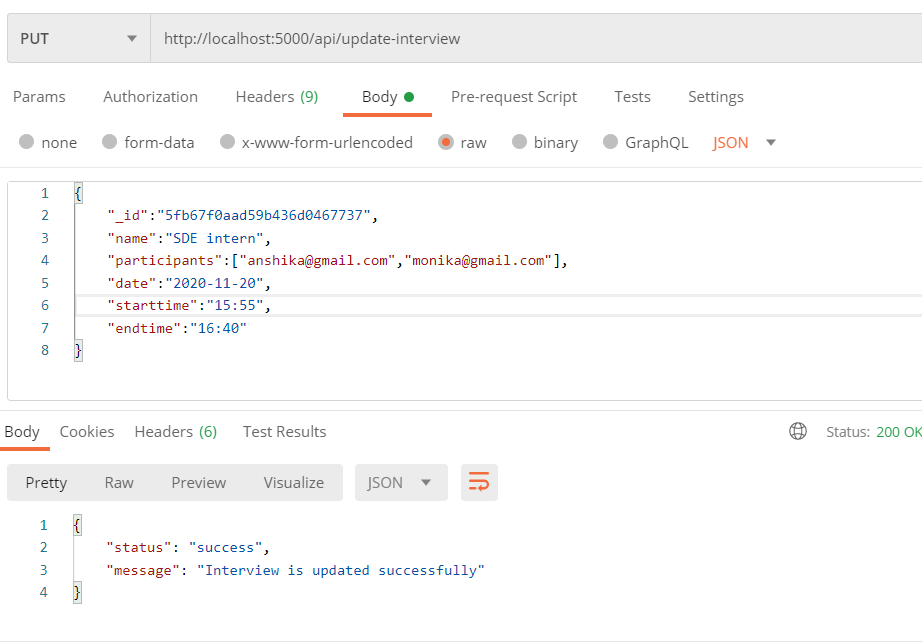 PUT http://localhost:5000/api/update-interview
Params Authorization Headers (9) Body Pre-request Script Tests Settings
none form-data x-www-form-urlencoded raw binary GraphQL JSON
1 {
2 "_id":"5fb67f0aad59b436d0467737",
3 "name":"SDE intern",
4 "participants":["anshika@gmail.com","monika@gmail.com"],
5 "date":"2020-11-20",
6 "starttime":"15:55",
7 "endtime":"16:40"
8 }
Body Cookies Headers (6) Test Results Status: 200 OK
Pretty Raw Preview Visualize JSON
1 {
2 "status": "success",
3 "message": "Interview is updated successfully"
4 }